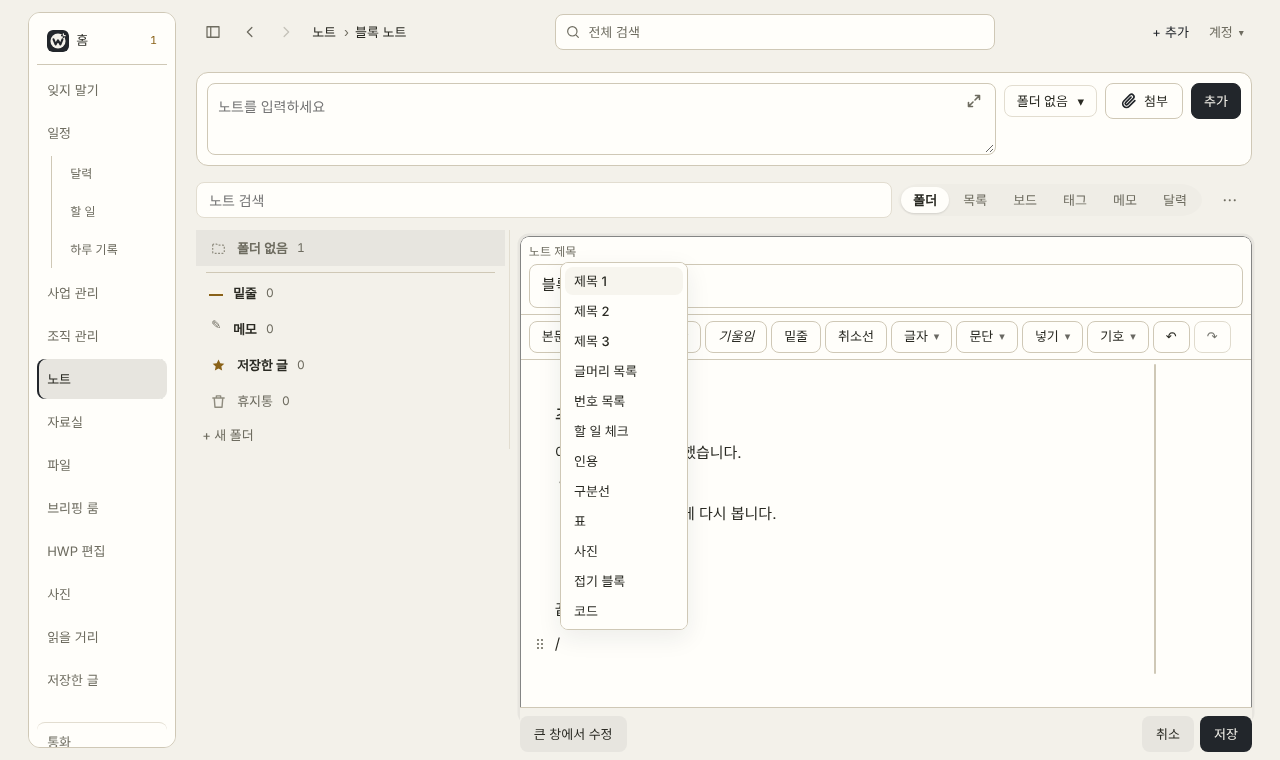 홈 1
잊지 말기
일정
달력
할 일
하루 기록
사업 관리
조직 관리
노트
자료실
파일
브리핑 룸
HWP 편집
사진
읽을 거리
저장한 글
통화
노트 › 블록 노트
전체 검색
+ 추가 계정 ▾
노트를 입력하세요
폴더 없음 ▾ 첨부 추가
노트 검색
폴더 목록 보드 태그 메모 달력 ⋯
폴더 없음 1
밑줄 0
메모 0
저장한 글 0
휴지통 0
+ 새 폴더
노트 제목
기울임 밑줄 취소선 글자 ▾ 문단 ▾ 넣기 ▾ 기호 ▾ ↶ ↷
제목 1
제목 2
제목 3
글머리 목록
번호 목록
할 일 체크
인용
구분선
표
사진
접기 블록
코드
했습니다.
다시 봅니다.
/
큰 창에서 수정 취소 저장